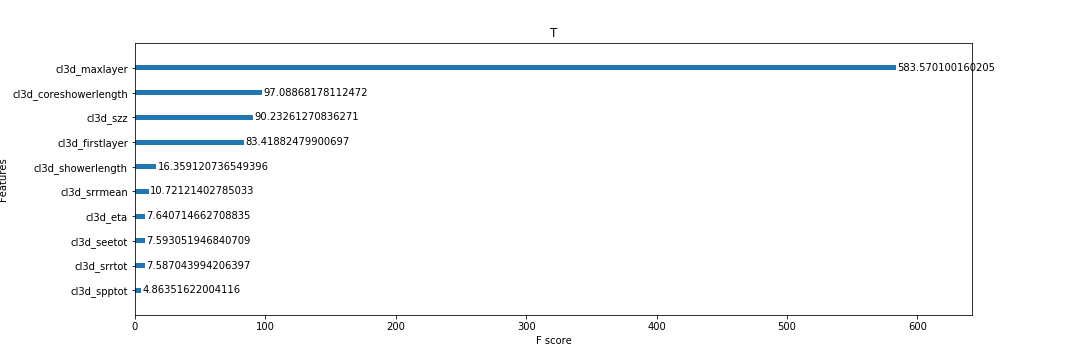 T
cl3d_maxlayer 583.570100160205
cl3d_coreshowerlength 97.08868178112472
cl3d_szz 90.23261270836271
cl3d_firstlayer 83.41882479900697
cl3d_showerlength 16.359120736549396
cl3d_srrmean 10.72121402785033
cl3d_eta 7.640714662708835
cl3d_seetot 7.593051946840709
cl3d_srrtot 7.587043994206397
cl3d_spptot 4.86351622004116
Features
0 100 200 300 400 500 600
F score